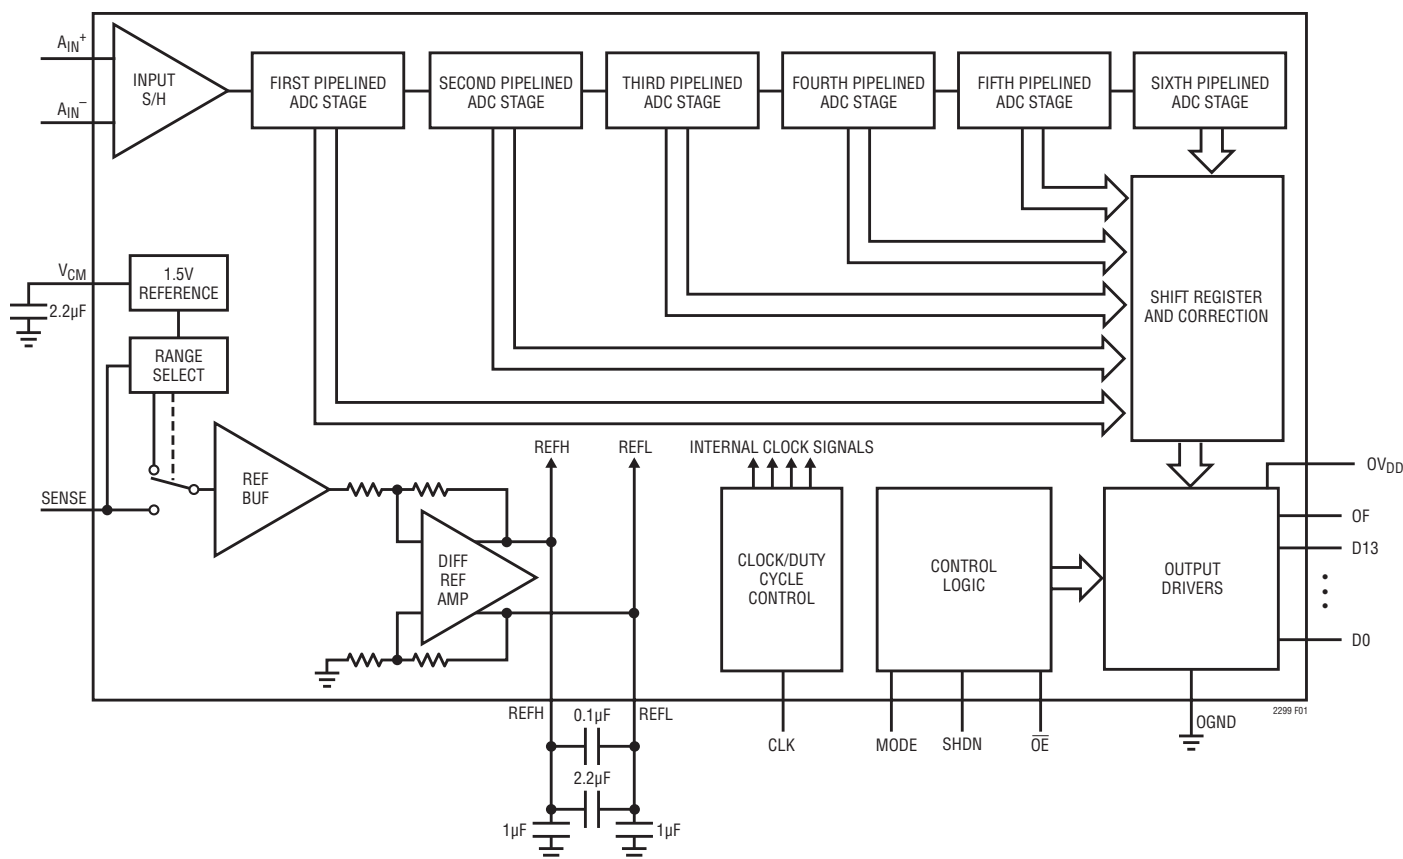 AIN+
AIN−
INPUT
S/H
FIRST PIPELINED
ADC STAGE
SECOND PIPELINED
ADC STAGE
THIRD PIPELINED
ADC STAGE
FOURTH PIPELINED
ADC STAGE
FIFTH PIPELINED
ADC STAGE
SIXTH PIPELINED
ADC STAGE
VCM
2.2µF
1.5V
REFERENCE
RANGE
SELECT
SHIFT REGISTER
AND CORRECTION
SENSE
REF
BUF
DIFF
REF
AMP
REFH
REFL
INTERNAL CLOCK SIGNALS
CLOCK/DUTY
CYCLE
CONTROL
CONTROL
LOGIC
OUTPUT
DRIVERS
OVDD
OF
D13
D0
REFH
0.1µF
REFL
2.2µF
1µF
1µF
CLK
MODE
SHDN
O̅E̅
OGND
2299 F01